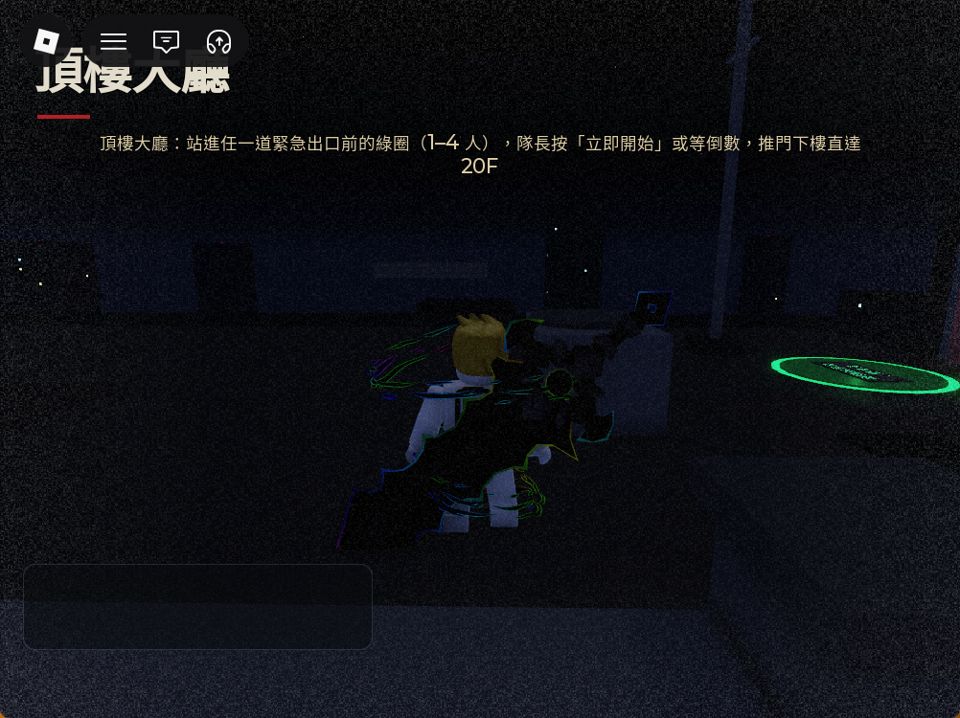 頂樓大廳
頂樓大廳：站進任一道緊急出口前的綠圈（1–4 人），隊長按「立即開始」或等倒數，推門下樓直達
20F